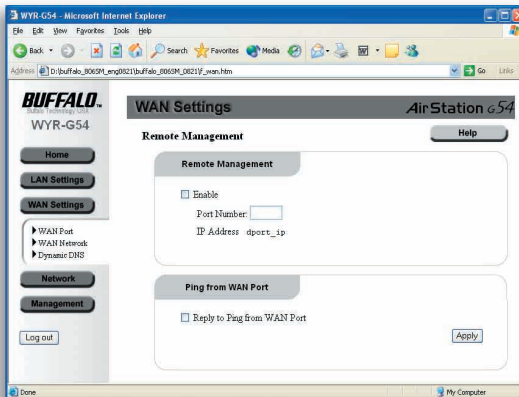 WYR-G54 - Microsoft Internet Explorer
File Edit View Favorites Tools Help
Back Search Favorites Media
Address D:\buffalo_8065M_eng0821\buffalo_8065M_0821\f_wan.htm Go Links
BUFFALO
Buffalo Technology USA
WYR-G54
Home
LAN Settings
WAN Settings
WAN Port
WAN Network
Dynamic DNS
Network
Management
Log out
WAN Settings
AirStation G54
Remote Management
Help
Remote Management
Enable
Port Number:
IP Address dport_ip
Ping from WAN Port
Reply to Ping from WAN Port
Apply
Done My Computer